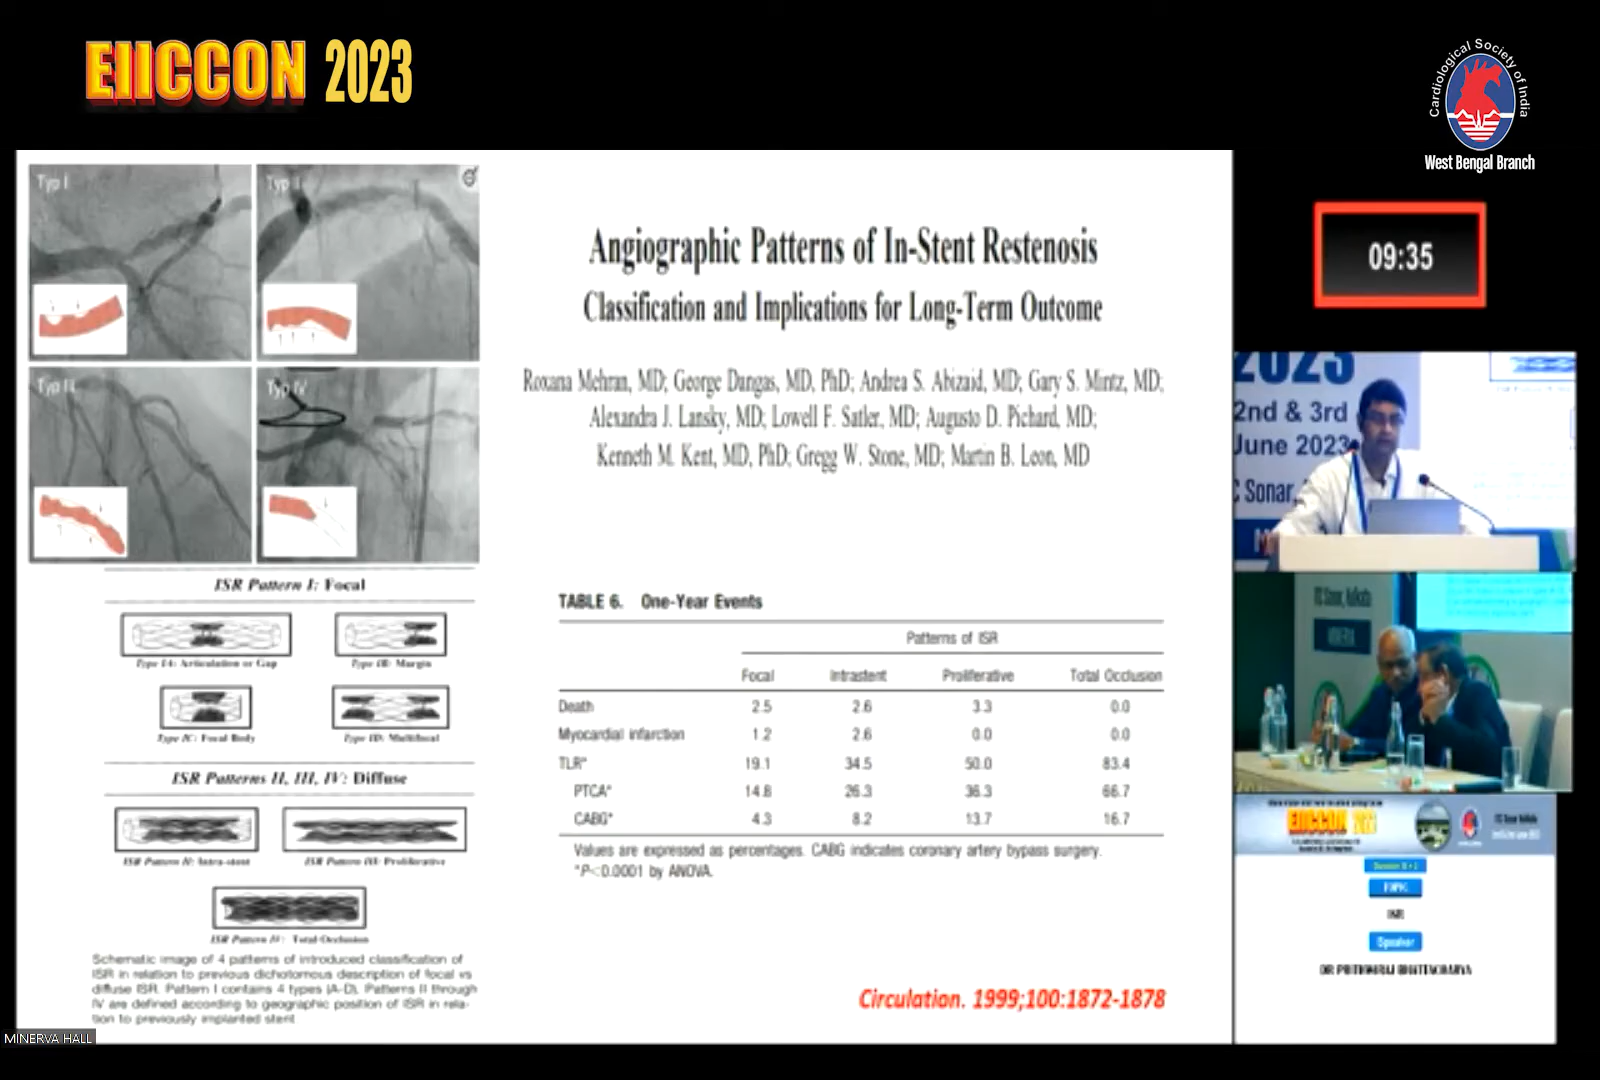 EIICCON 2023
Cardiological Society of India
West Bengal Branch
09:35
Typ I
Typ II
Typ III
Typ IV
Angiographic Patterns of In-Stent Restenosis
Classification and Implications for Long-Term Outcome
Roxana Mehran, MD; George Dangas, MD, PhD; Andrea S. Abizaid, MD; Gary S. Mintz, MD;
Alexandra J. Lansky, MD; Lowell F. Satler, MD; Augusto D. Pichard, MD;
Kenneth M. Kent, MD, PhD; Gregg W. Stone, MD; Martin B. Leon, MD
ISR Pattern I: Focal
Type IA: Articulation or Gap
Type IB: Margin
Type IC: Focal Body
Type ID: Multifocal
ISR Patterns II, III, IV: Diffuse
ISR Pattern II: Intra-stent
ISR Pattern III: Proliferative
ISR Pattern IV: Total Occlusion
Schematic image of 4 patterns of introduced classification of
ISR in relation to previous dichotomous description of focal vs
diffuse ISR. Pattern I contains 4 types (A-D). Patterns II through
IV are defined according to geographic position of ISR in rela-
tion to previously implanted stent
TABLE 6. One-Year Events
Patterns of ISR
Focal Intrastent Proliferative Total Occlusion
Death 2.5 2.6 3.3 0.0
Myocardial infarction 1.2 2.6 0.0 0.0
TLR* 19.1 34.5 50.0 83.4
PTCA* 14.8 26.3 36.3 66.7
CABG* 4.3 8.2 13.7 16.7
Values are expressed as percentages. CABG indicates coronary artery bypass surgery.
*P<0.0001 by ANOVA.
Circulation. 1999;100:1872-1878
MINERVA HALL
2023
2nd & 3rd
June 2023
C Sonar,
ITC Sonar, Kolkata
MINERVA
EIICCON 2023
TOPIC
ISR
Speaker
DR PRITHWIRAJ BHATTACHARYA